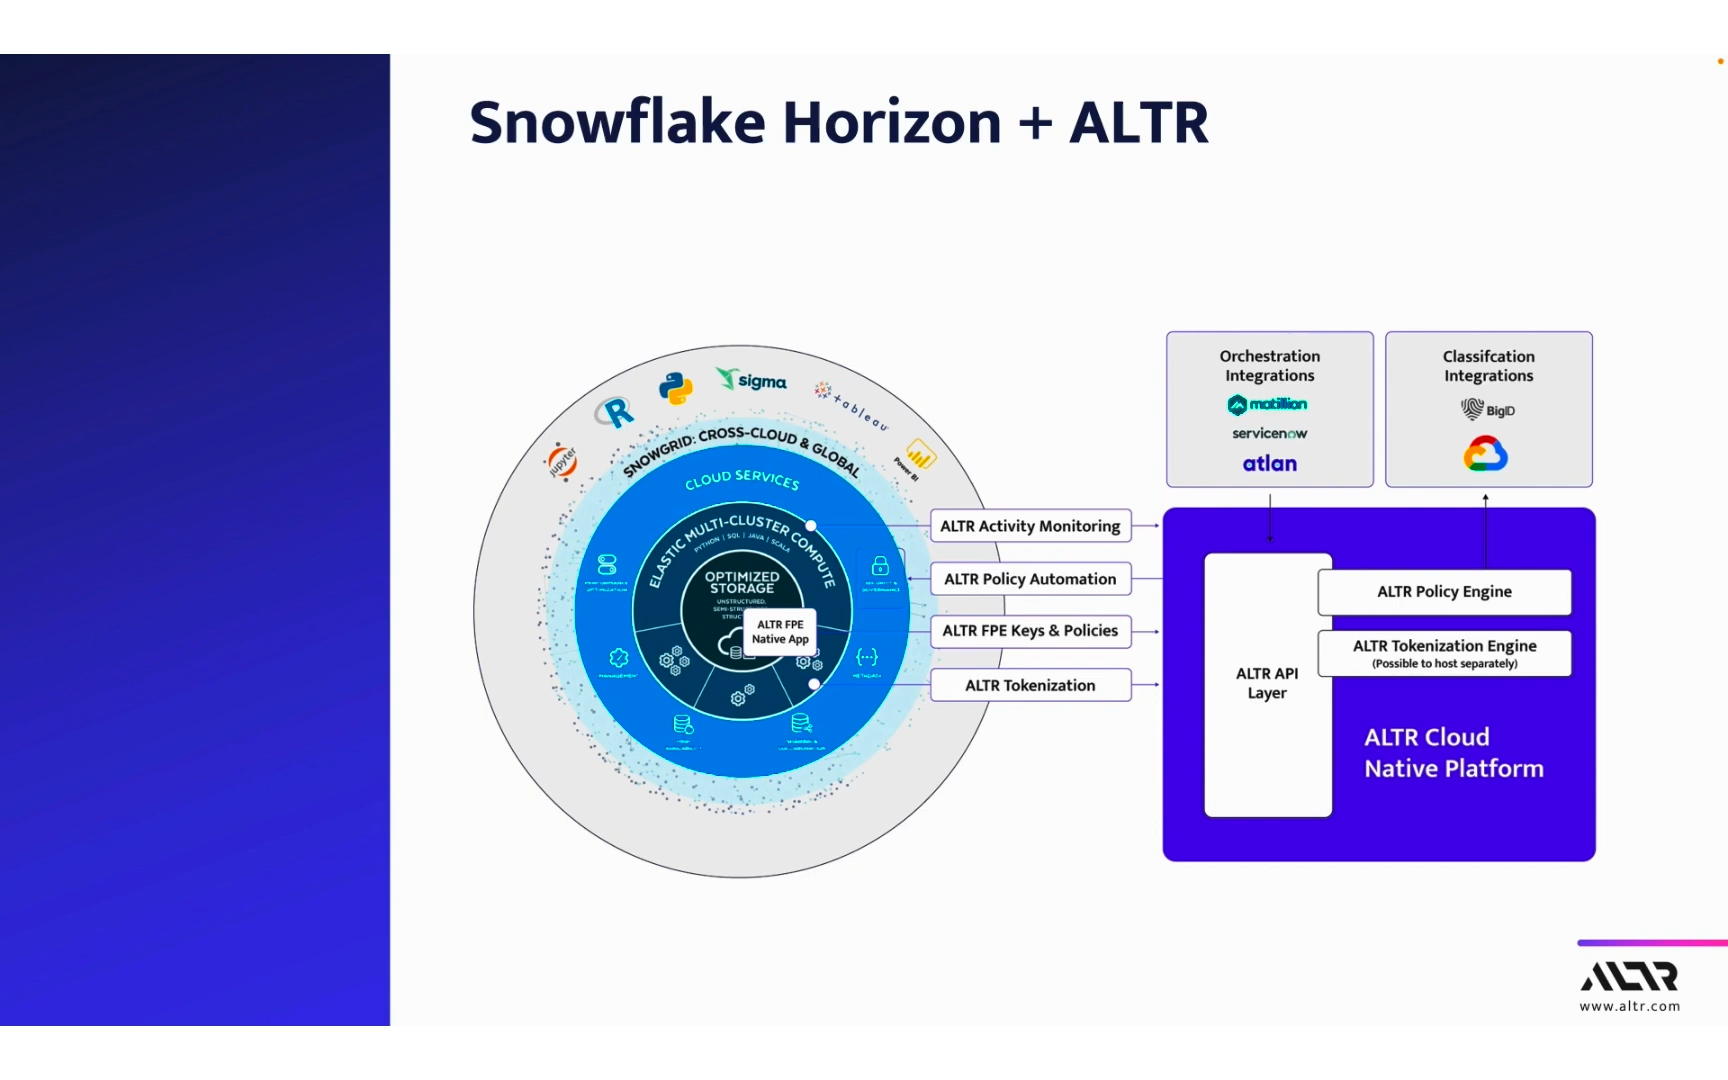 Snowflake Horizon + ALTR
jupyter
R
sigma
+ableau
Power BI
SNOWGRID: CROSS-CLOUD & GLOBAL
CLOUD SERVICES
ELASTIC MULTI-CLUSTER COMPUTE
PYTHON | SQL | JAVA | SCALA
OPTIMIZED
STORAGE
UNSTRUCTURED,
ALTR FPE
Native App
MANAGEMENT
METADATA
ALTR Activity Monitoring
ALTR Policy Automation
ALTR FPE Keys & Policies
ALTR Tokenization
Orchestration
Integrations
matillion
servicenow
atlan
Classifcation
Integrations
BigID
ALTR API
Layer
ALTR Policy Engine
ALTR Tokenization Engine
(Possible to host separately)
ALTR Cloud
Native Platform
ALTR
www.altr.com